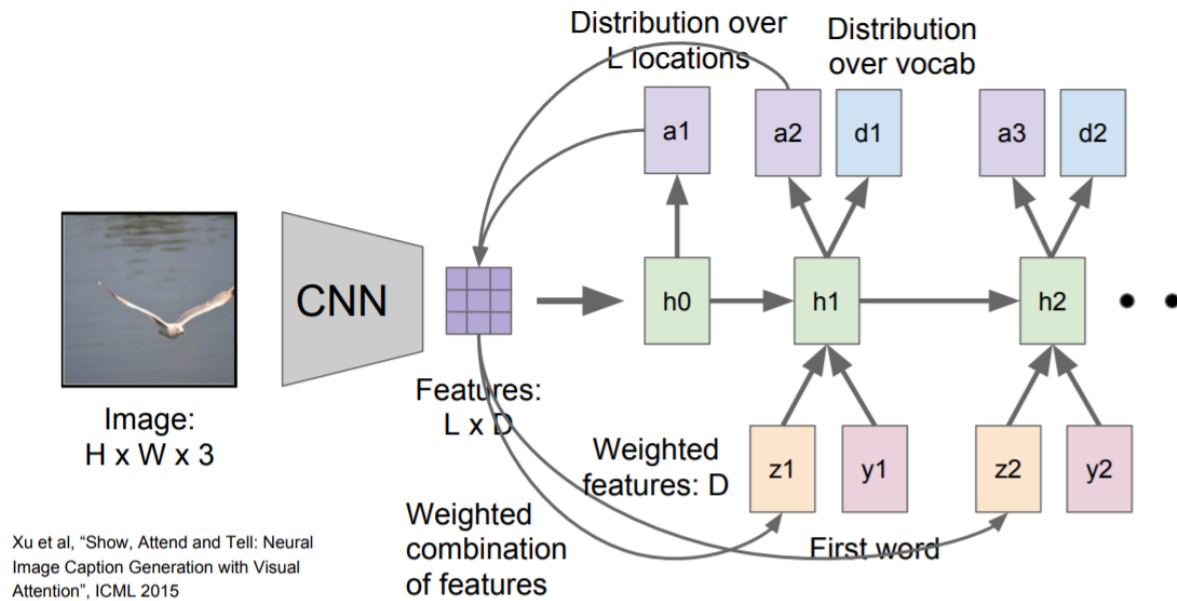 Distribution over
L locations
Distribution
over vocab
a1
a2
d1
a3
d2
CNN
h0
h1
h2
Image:
H x W x 3
Features:
L x D
Weighted
features: D
z1
y1
z2
y2
Weighted
combination
of features
First word
Xu et al, “Show, Attend and Tell: Neural
Image Caption Generation with Visual
Attention”, ICML 2015